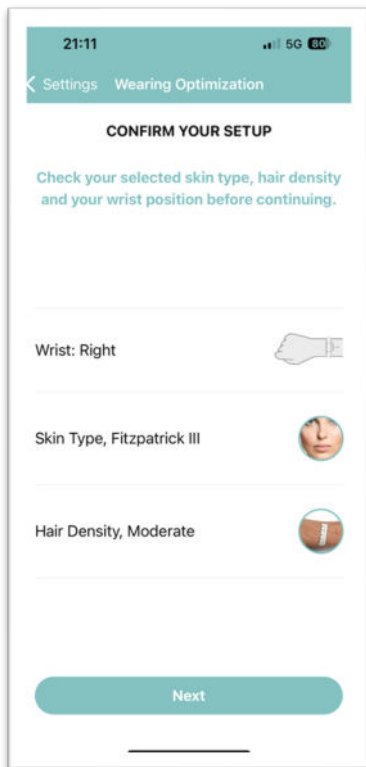 21:11 5G 80
Settings Wearing Optimization
CONFIRM YOUR SETUP
Check your selected skin type, hair density
and your wrist position before continuing.
Wrist: Right
Skin Type, Fitzpatrick III
Hair Density, Moderate
Next